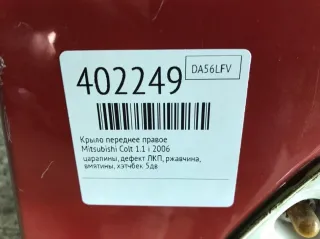 402249
DA56LFV
Крыло переднее правое
Mitsubishi Colt 1.1 i 2006
царапины, дефект ЛКП, ржавчина,
вмятины, хэтчбек 5дв